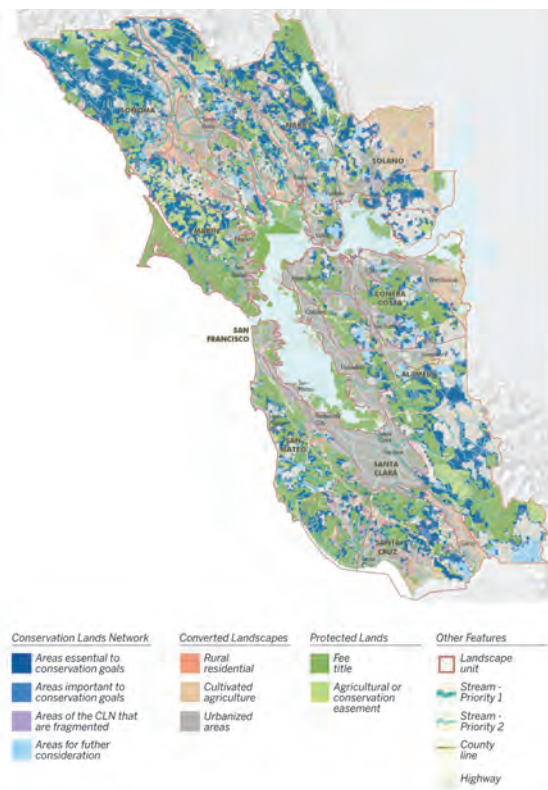 SONOMA
NAPA
SOLANO
MARIN
CONTRA
COSTA
SAN
FRANCISCO
ALAMEDA
SAN
MATEO
SANTA
CLARA
SANTA
CRUZ
Conservation Lands Network
Areas essential to
conservation goals
Areas important to
conservation goals
Areas of the CLN that
are fragmented
Areas for futher
consideration
Converted Landscapes
Rural
residential
Cultivated
agriculture
Urbanized
areas
Protected Lands
Fee
title
Agricultural or
conservation
easement
Other Features
Landscape
unit
Stream -
Priority 1
Stream -
Priority 2
County
line
Highway